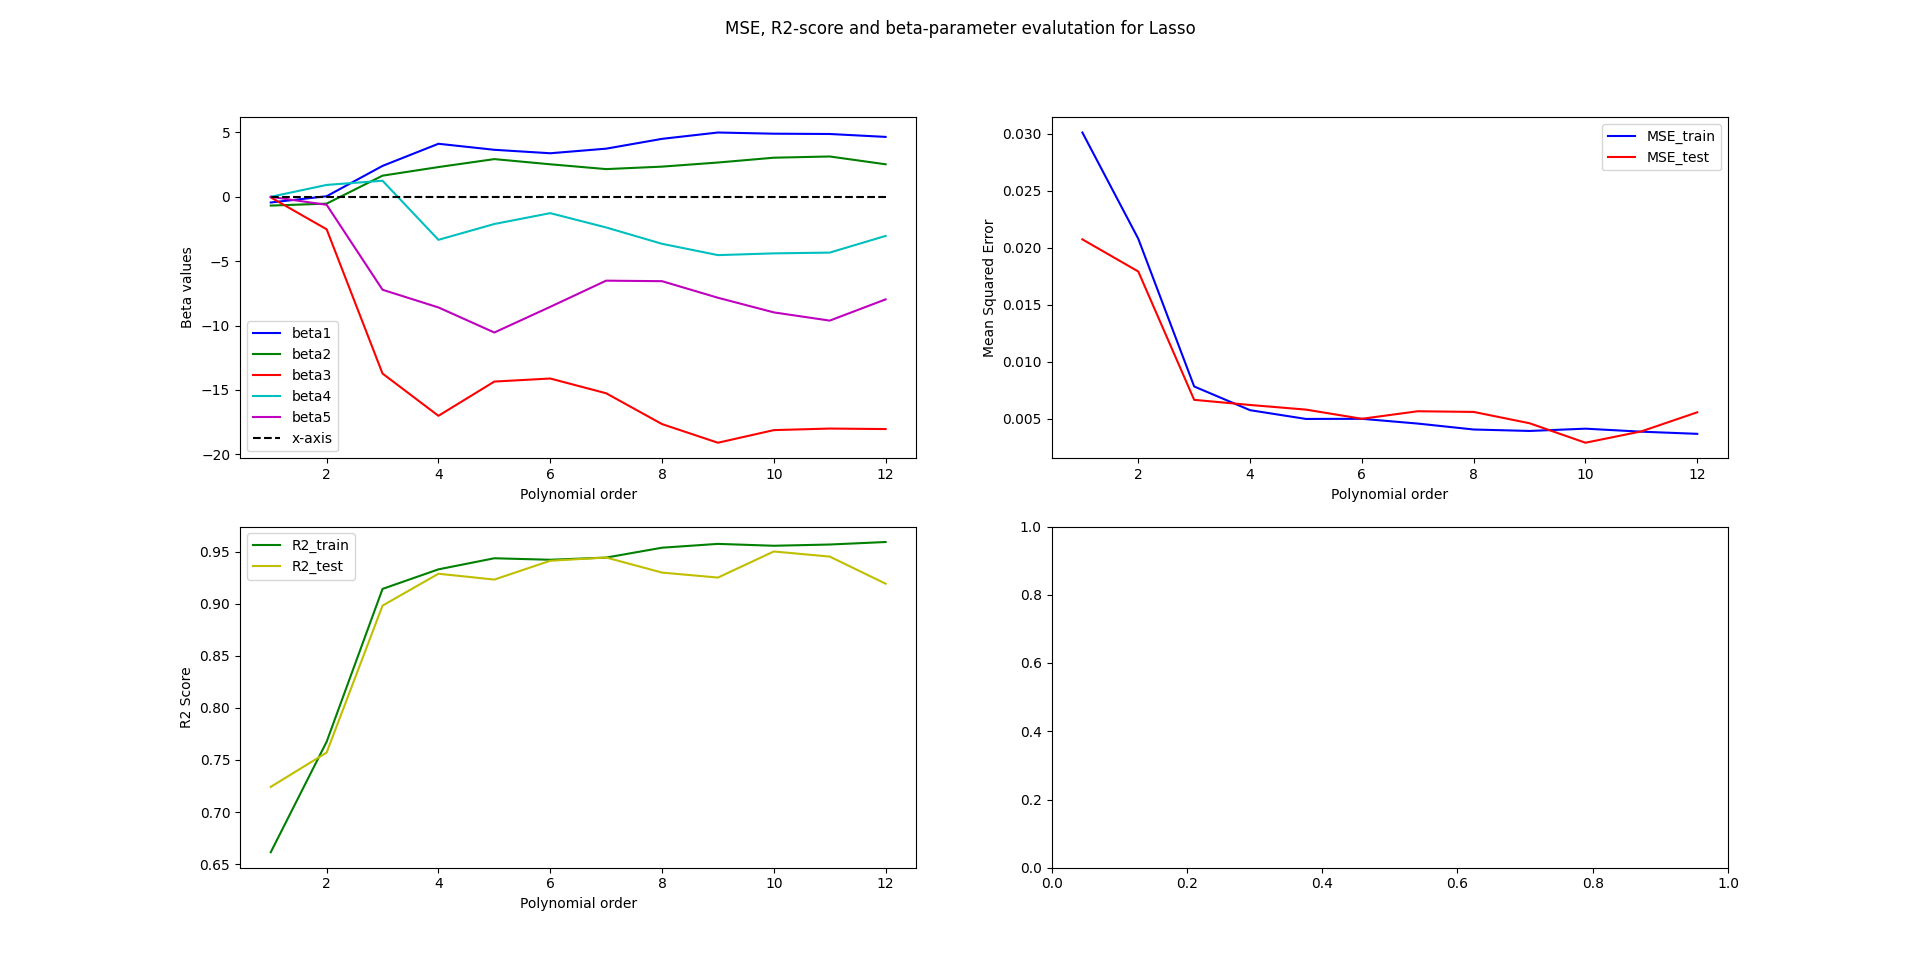 MSE, R2-score and beta-parameter evalutation for Lasso
5
0
−5
−10
−15
−20
Beta values
beta1
beta2
beta3
beta4
beta5
x-axis
2 4 6 8 10 12
Polynomial order
0.030
0.025
0.020
0.015
0.010
0.005
Mean Squared Error
MSE_train
MSE_test
2 4 6 8 10 12
Polynomial order
0.95
0.90
0.85
0.80
0.75
0.70
0.65
R2 Score
R2_train
R2_test
2 4 6 8 10 12
Polynomial order
1.0
0.8
0.6
0.4
0.2
0.0
0.0 0.2 0.4 0.6 0.8 1.0